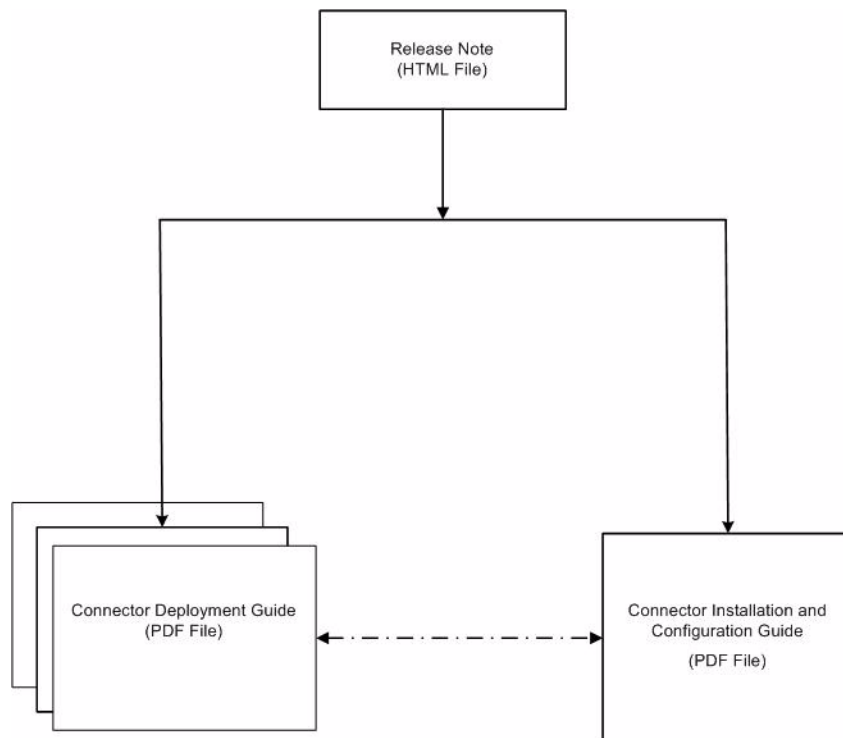 Release Note
(HTML File)
Connector Deployment Guide
(PDF File)
Connector Installation and
Configuration Guide
(PDF File)